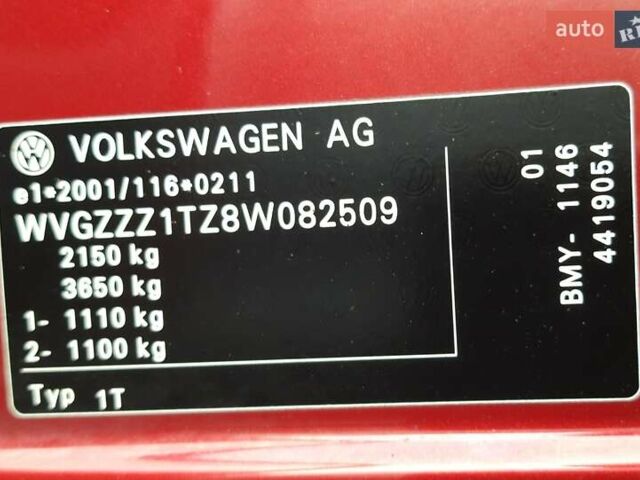 auto RIA
VOLKSWAGEN AG
e1*2001/116*0211
WVGZZZ1TZ8W082509
2150 kg
3650 kg
1- 1110 kg
2- 1100 kg
Typ 1T
01
BMY- 1146
4419054